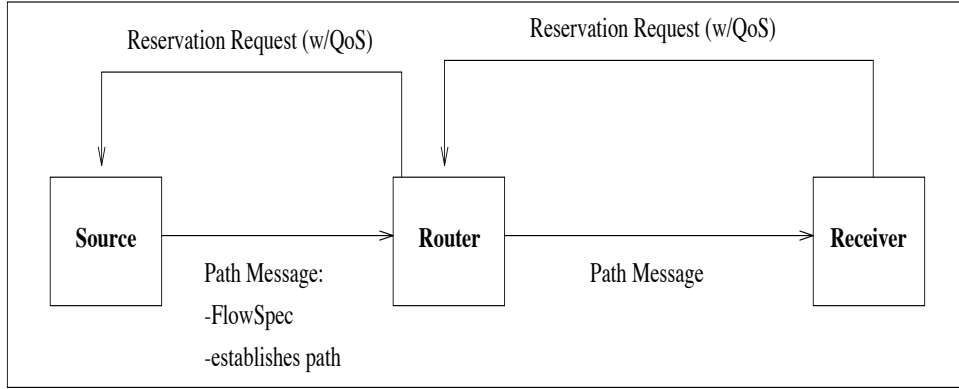 Reservation Request (w/QoS)
Reservation Request (w/QoS)
Source
Router
Receiver
Path Message:
-FlowSpec
-establishes path
Path Message